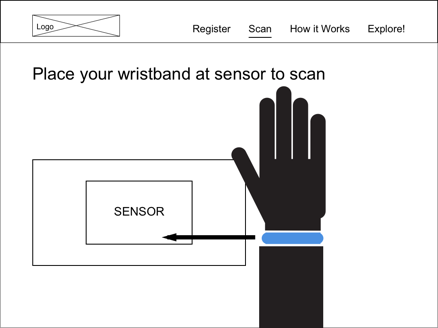 Logo
Register Scan How it Works Explore!
Place your wristband at sensor to scan
SENSOR